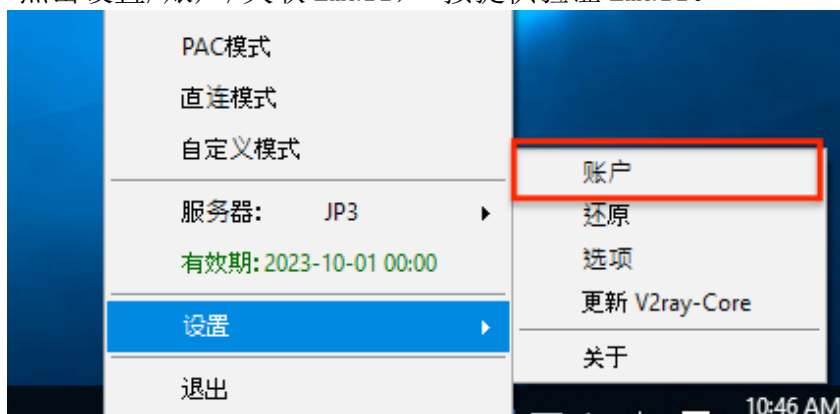 PAC模式
直连模式
自定义模式
服务器: JP3
有效期: 2023-10-01 00:00
设置
退出
账户
还原
选项
更新 V2ray-Core
关于
10:46 AM